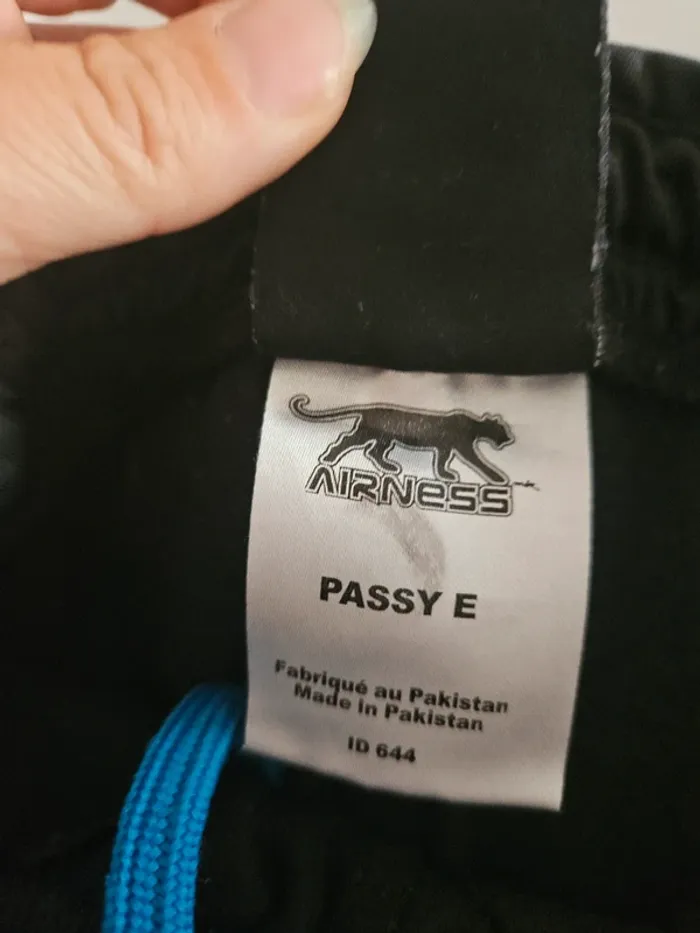 AIRNess
PASSY E
Fabriqué au Pakistan
Made in Pakistan
ID 644